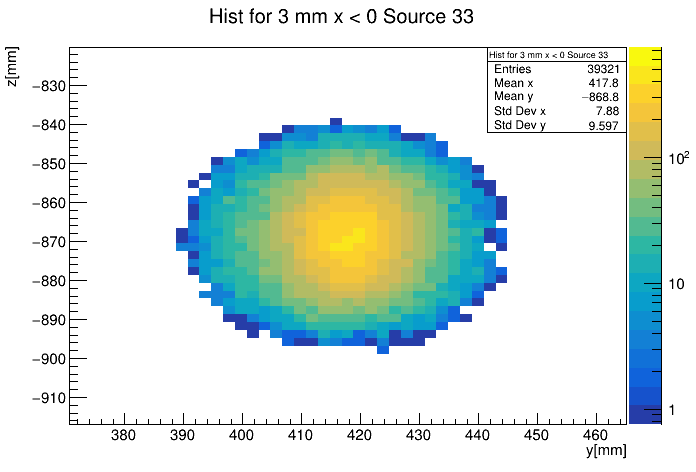 Hist for 3 mm x < 0 Source 33
z[mm]
Hist for 3 mm x < 0 Source 33
Entries 39321
Mean x 417.8
Mean y −868.8
Std Dev x 7.88
Std Dev y 9.597
−830
−840
−850
−860
−870
−880
−890
−900
−910
10²
10
1
380 390 400 410 420 430 440 450 460
y[mm]